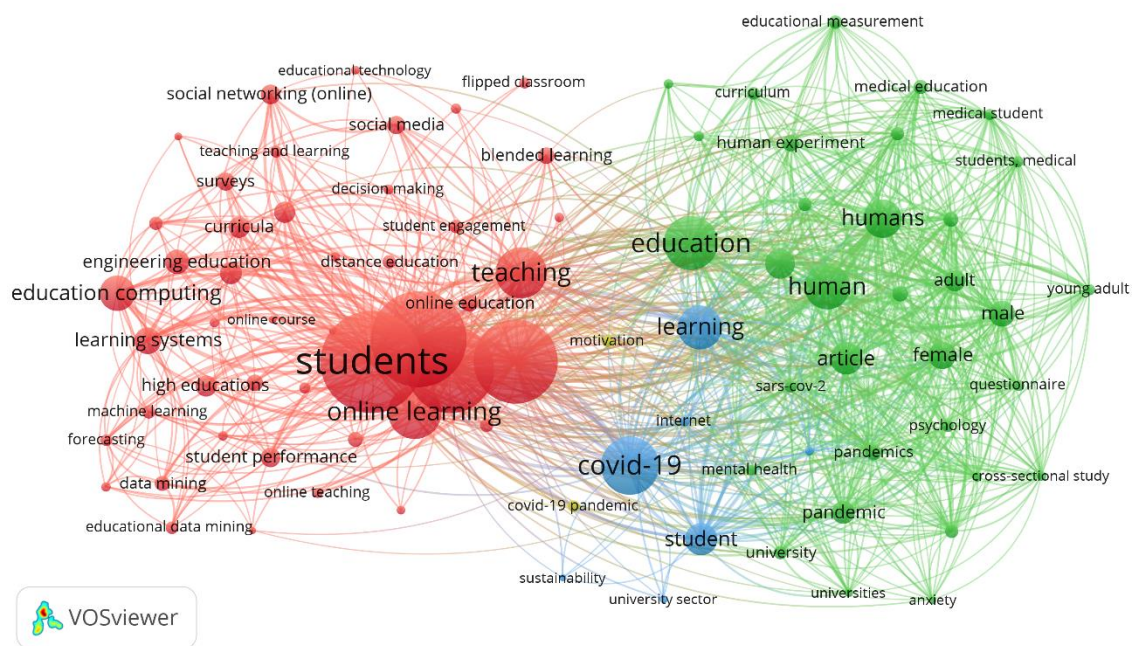 educational measurement
educational technology
flipped classroom
social networking (online)
curriculum
medical education
medical student
social media
human experiment
teaching and learning
blended learning
students, medical
surveys
decision making
humans
curricula
student engagement
education
engineering education
distance education
teaching
education computing
online education
human
adult
young adult
online course
learning
male
learning systems
motivation
students
article
female
high educations
sars-cov-2
questionnaire
machine learning
online learning
internet
psychology
forecasting
student performance
covid-19
mental health
pandemics
cross-sectional study
data mining
online teaching
covid-19 pandemic
pandemic
educational data mining
student
university
sustainability
university sector
universities
anxiety
VOSviewer